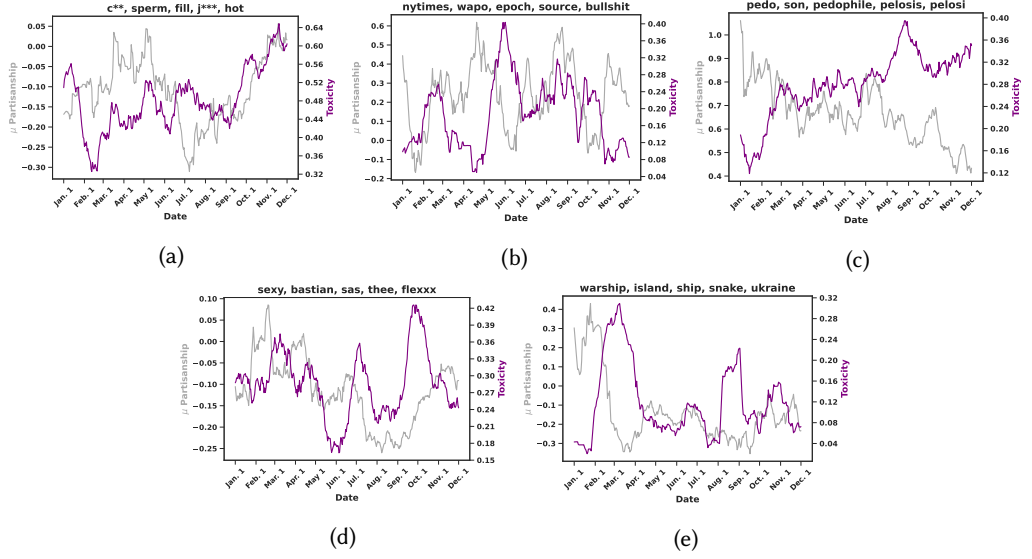 c**, sperm, fill, j***, hot
0.05
0.00
−0.05
−0.10
−0.15
−0.20
−0.25
−0.30
μ Partisanship
0.64
0.60
0.56
0.52
0.48
0.44
0.40
0.36
0.32
Toxicity
Jan. 1
Feb. 1
Mar. 1
Apr. 1
May 1
Jun. 1
Jul. 1
Aug. 1
Sep. 1
Oct. 1
Nov. 1
Dec. 1
Date
(a)
nytimes, wapo, epoch, source, bullshit
0.6
0.5
0.4
0.3
0.2
0.1
0.0
−0.1
−0.2
μ Partisanship
0.40
0.36
0.32
0.28
0.24
0.20
0.16
0.12
0.08
0.04
Toxicity
Jan. 1
Feb. 1
Mar. 1
Apr. 1
May 1
Jun. 1
Jul. 1
Aug. 1
Sep. 1
Oct. 1
Nov. 1
Dec. 1
Date
(b)
pedo, son, pedophile, pelosis, pelosi
1.0
0.9
0.8
0.7
0.6
0.5
0.4
μ Partisanship
0.40
0.36
0.32
0.28
0.24
0.20
0.16
0.12
Toxicity
Jan. 1
Feb. 1
Mar. 1
Apr. 1
May 1
Jun. 1
Jul. 1
Aug. 1
Sep. 1
Oct. 1
Nov. 1
Dec. 1
Date
(c)
sexy, bastian, sas, thee, flexxx
0.10
0.05
0.00
−0.05
−0.10
−0.15
−0.20
−0.25
μ Partisanship
0.42
0.39
0.36
0.33
0.30
0.27
0.24
0.21
0.18
0.15
Toxicity
Jan. 1
Feb. 1
Mar. 1
Apr. 1
May 1
Jun. 1
Jul. 1
Aug. 1
Sep. 1
Oct. 1
Nov. 1
Dec. 1
Date
(d)
warship, island, ship, snake, ukraine
0.4
0.3
0.2
0.1
0.0
−0.1
−0.2
−0.3
μ Partisanship
0.32
0.28
0.24
0.20
0.16
0.12
0.08
0.04
Toxicity
Jan. 1
Feb. 1
Mar. 1
Apr. 1
May 1
Jun. 1
Jul. 1
Aug. 1
Sep. 1
Oct. 1
Nov. 1
Dec. 1
Date
(e)